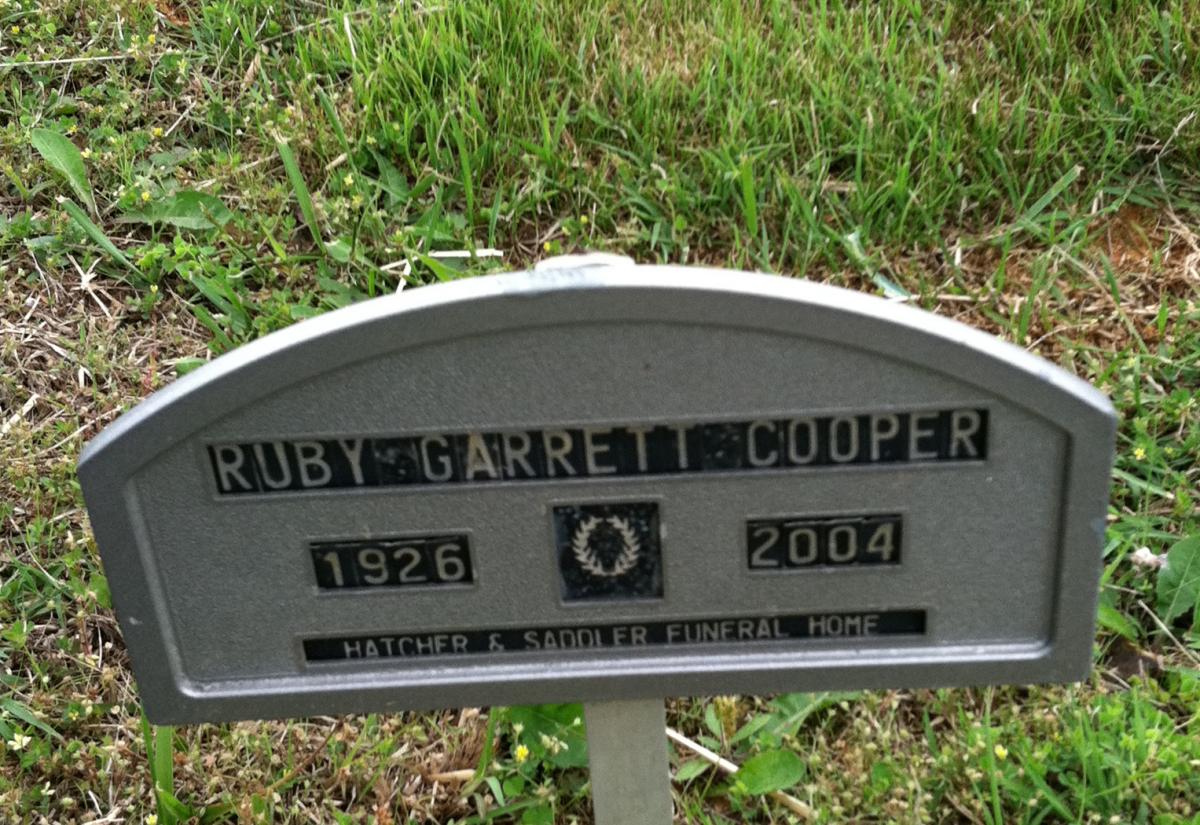 RUBY GARRETT COOPER
1926 2004
HATCHER & SADDLER FUNERAL HOME